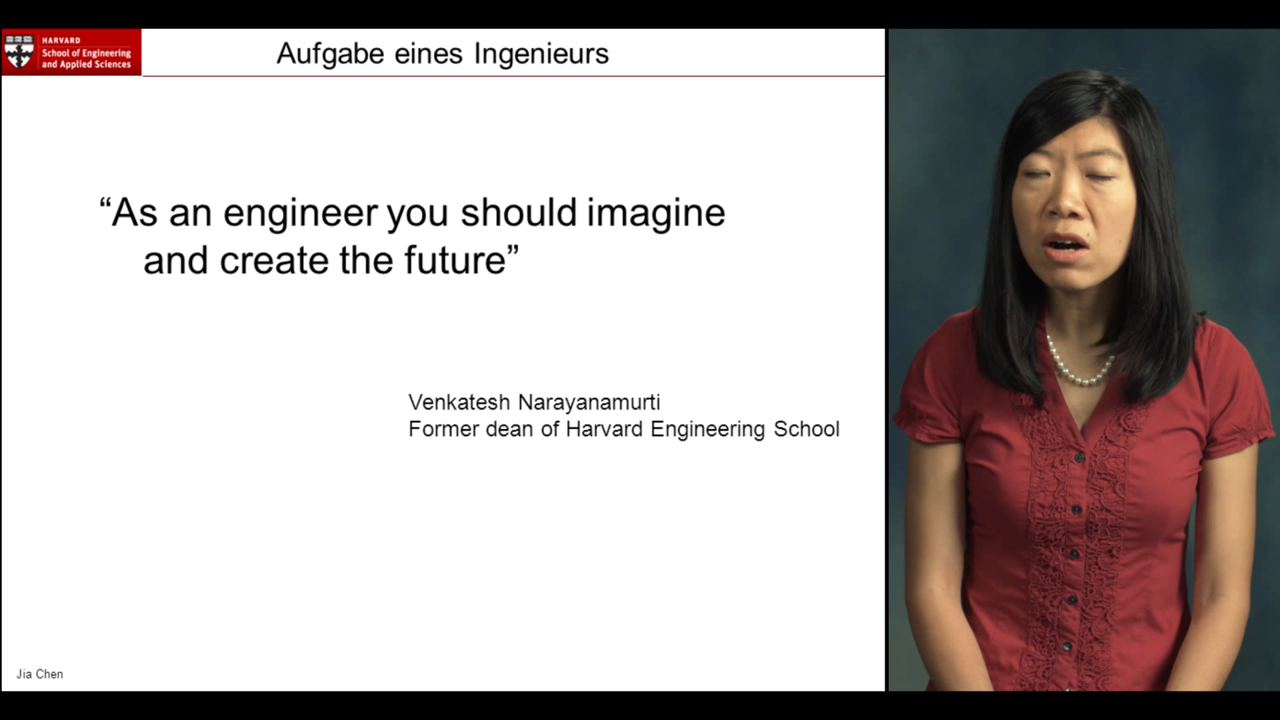 HARVARD
School of Engineering
and Applied Sciences
Aufgabe eines Ingenieurs
“As an engineer you should imagine
and create the future”
Venkatesh Narayanamurti
Former dean of Harvard Engineering School
Jia Chen